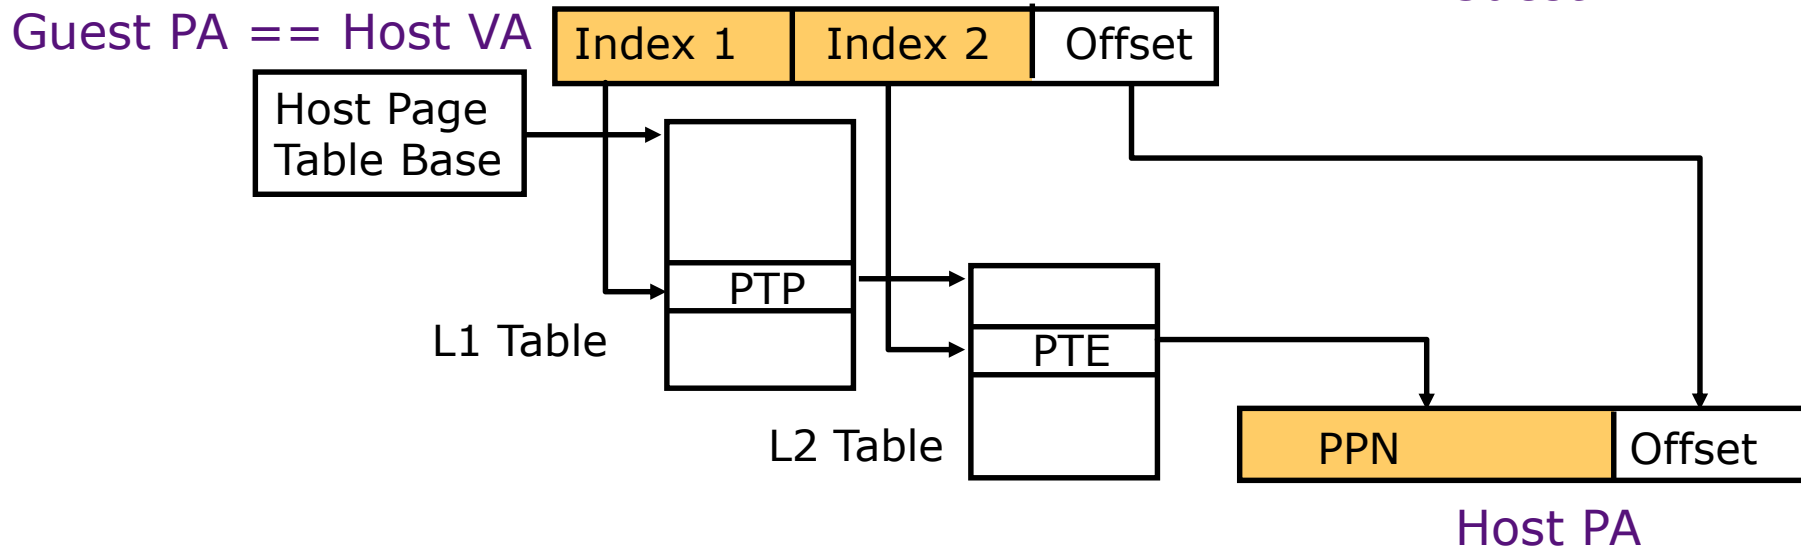 Guest PA == Host VA
Index 1
Index 2
Offset
Host Page
Table Base
PTP
L1 Table
PTE
L2 Table
PPN
Offset
Host PA